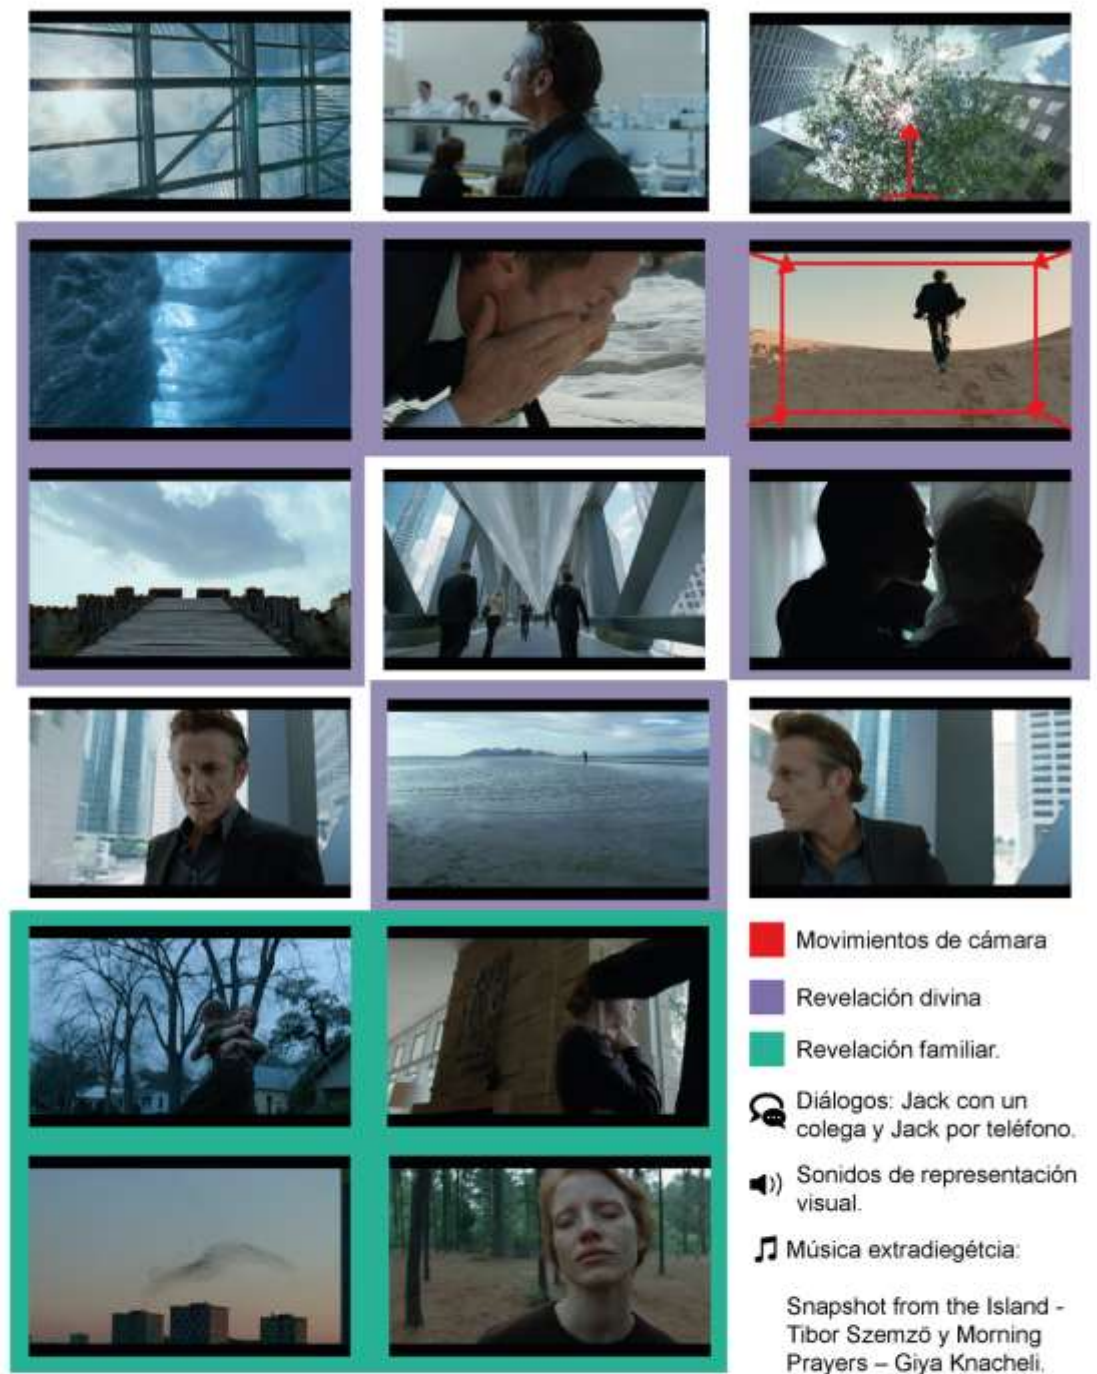 Movimientos de cámara
Revelación divina
Revelación familiar.
Diálogos: Jack con un
colega y Jack por teléfono.
Sonidos de representación
visual.
Música extradiegétcia:
Snapshot from the Island -
Tibor Szemzö y Morning
Prayers – Giya Knacheli.